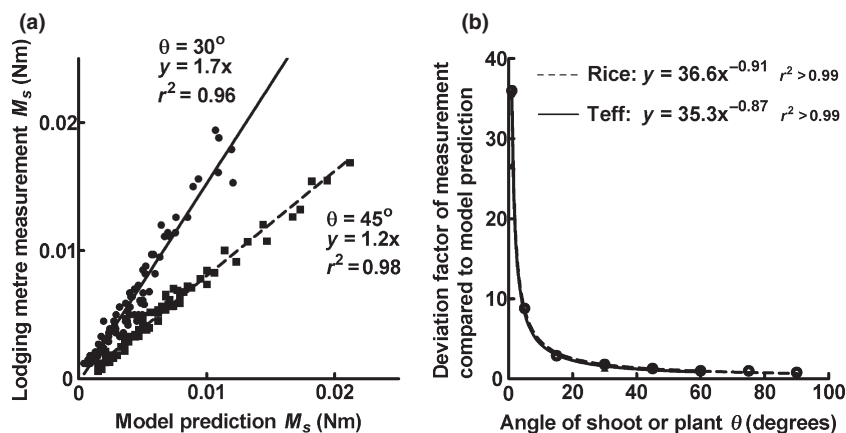 (a)
θ = 30°
y = 1.7x
r² = 0.96
θ = 45°
y = 1.2x
r² = 0.98
Lodging metre measurement Mₛ (Nm)
0.02
0.01
0
0
0.01
0.02
Model prediction Mₛ (Nm)
(b)
Rice: y = 36.6x⁻⁰·⁹¹ r² > 0.99
Teff: y = 35.3x⁻⁰·⁸⁷ r² > 0.99
Deviation factor of measurement
compared to model prediction
40
30
20
10
0
0
20
40
60
80
100
Angle of shoot or plant θ (degrees)